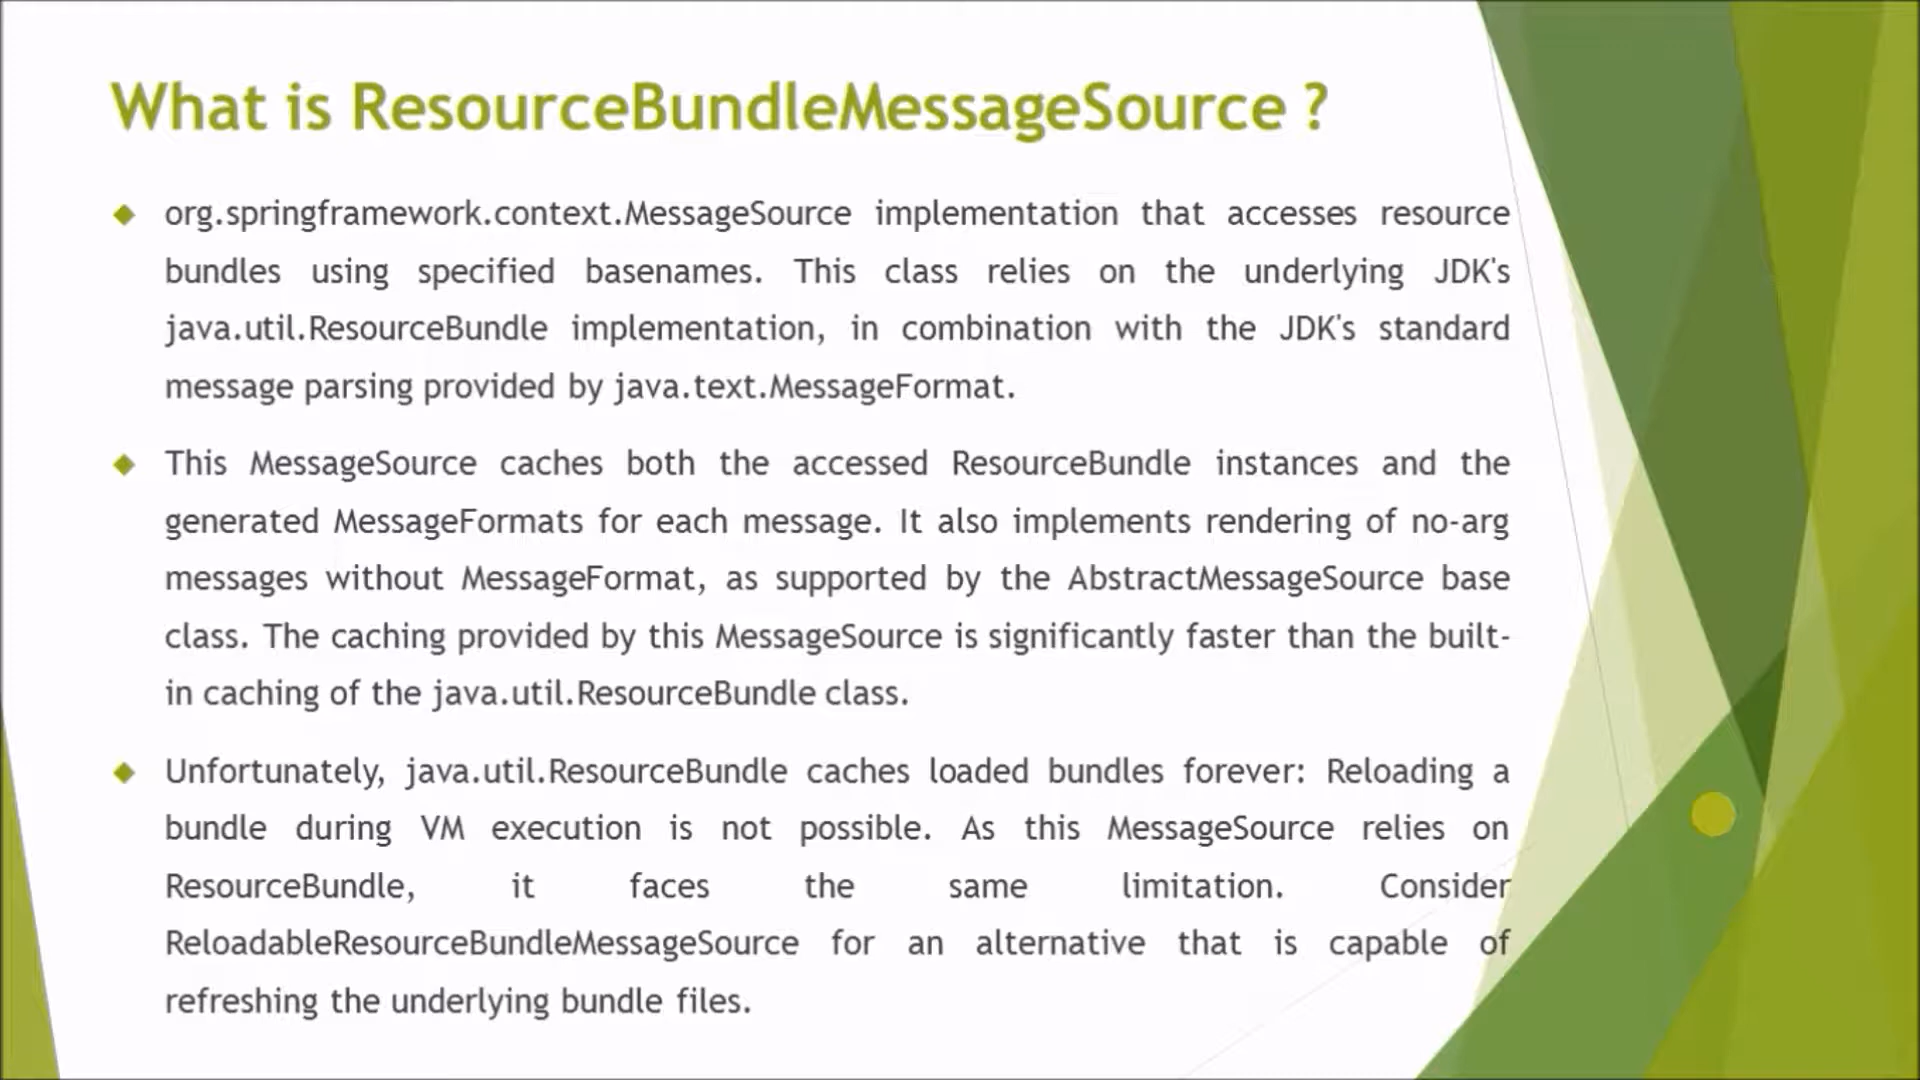 What is ResourceBundleMessageSource ?
org.springframework.context.MessageSource implementation that accesses resource
bundles using specified basenames. This class relies on the underlying JDK's
java.util.ResourceBundle implementation, in combination with the JDK's standard
message parsing provided by java.text.MessageFormat.
This MessageSource caches both the accessed ResourceBundle instances and the
generated MessageFormats for each message. It also implements rendering of no-arg
messages without MessageFormat, as supported by the AbstractMessageSource base
class. The caching provided by this MessageSource is significantly faster than the built-
in caching of the java.util.ResourceBundle class.
Unfortunately, java.util.ResourceBundle caches loaded bundles forever: Reloading a
bundle during VM execution is not possible. As this MessageSource relies on
ResourceBundle, it faces the same limitation. Consider
ReloadableResourceBundleMessageSource for an alternative that is capable of
refreshing the underlying bundle files.